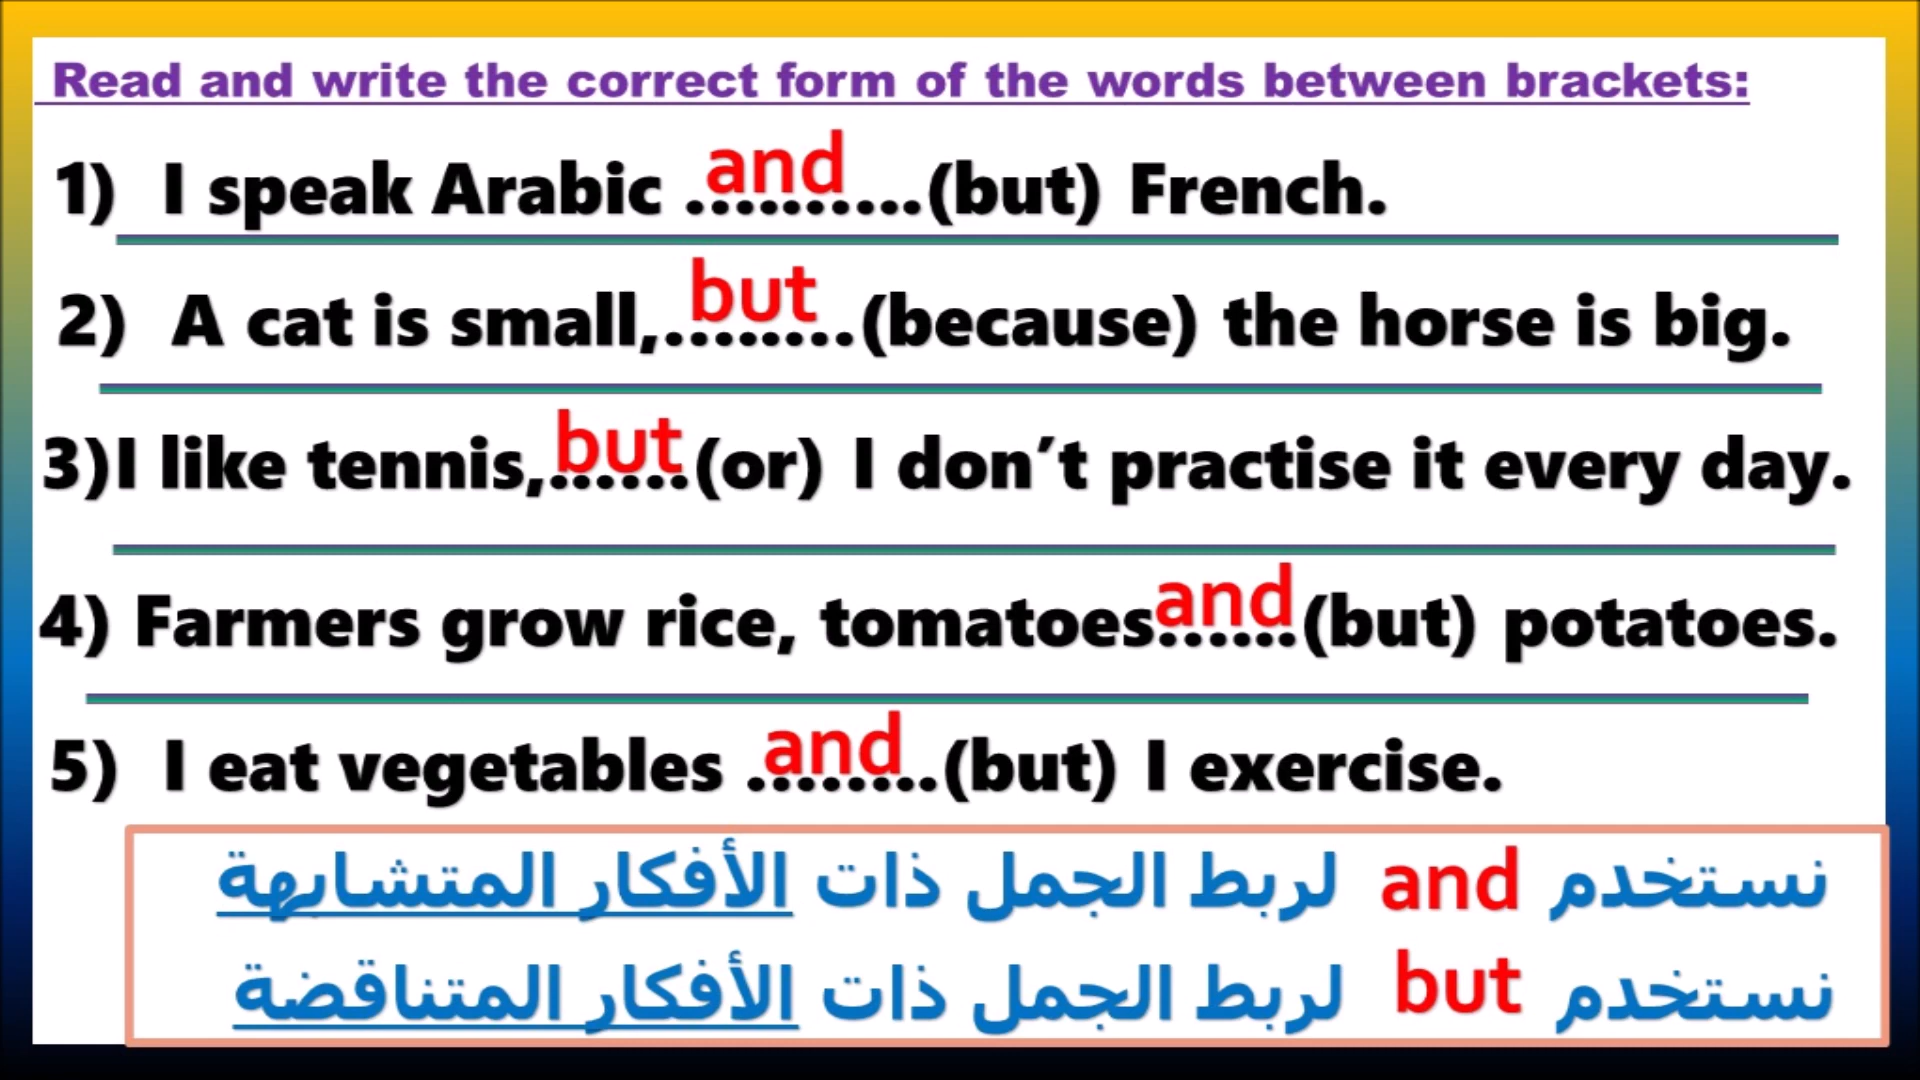 Read and write the correct form of the words between brackets:
1) I speak Arabic ...and.......(but) French.
2) A cat is small,..but......(because) the horse is big.
3)I like tennis,.but.....(or) I don’t practise it every day.
4) Farmers grow rice, tomatoes.and.....(but) potatoes.
5) I eat vegetables ..and......(but) I exercise.
نستخدم and لربط الجمل ذات الأفكار المتشابهة
نستخدم but لربط الجمل ذات الأفكار المتناقضة